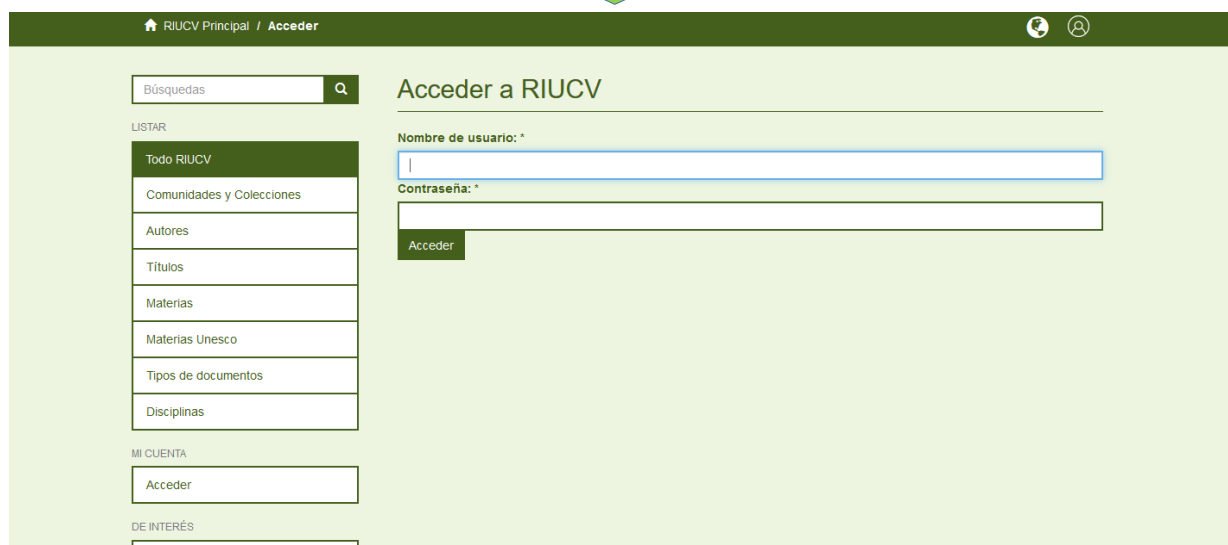 RIUCV Principal / Acceder
Búsquedas
LISTAR
Todo RIUCV
Comunidades y Colecciones
Autores
Títulos
Materias
Materias Unesco
Tipos de documentos
Disciplinas
MI CUENTA
Acceder
DE INTERÉS
Acceder a RIUCV
Nombre de usuario: *
Contraseña: *
Acceder